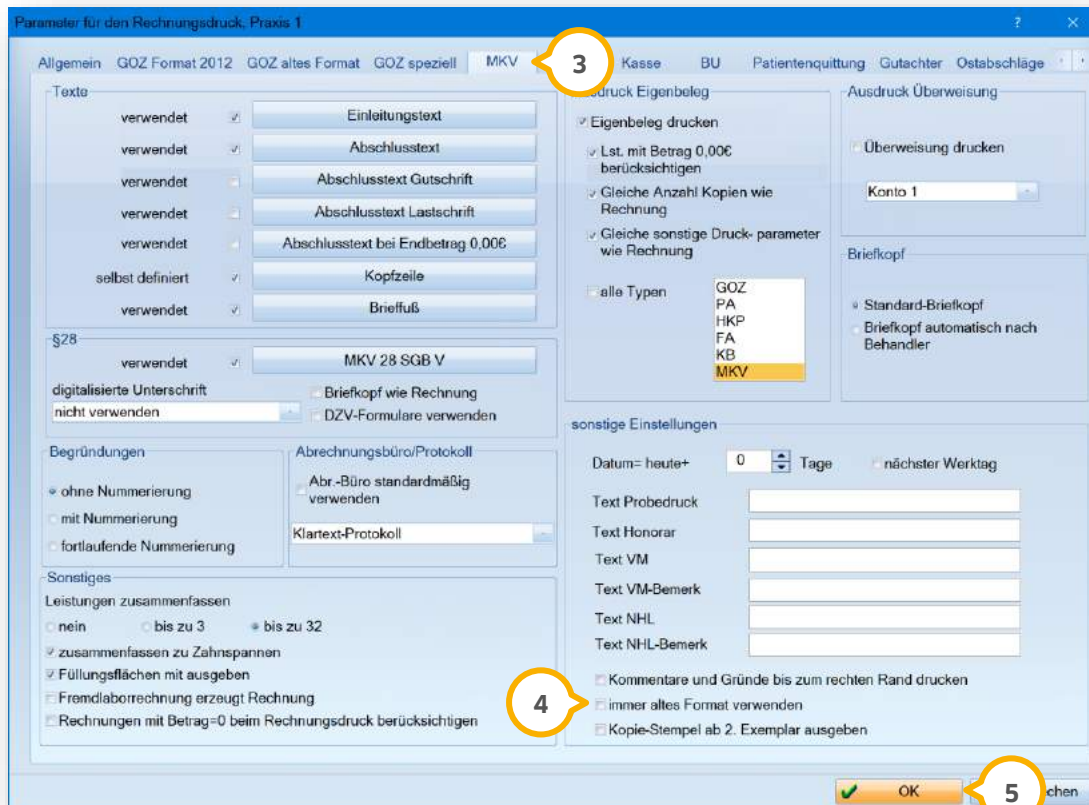 Parameter für den Rechnungsdruck, Praxis 1
? ×
Allgemein GOZ Format 2012 GOZ altes Format GOZ speziell MKV 3 Kasse BU Patientenquittung Gutachter Ostabschläge
Texte
verwendet Einleitungstext
verwendet Abschlusstext
verwendet Abschlusstext Gutschrift
verwendet Abschlusstext Lastschrift
verwendet Abschlusstext bei Endbetrag 0,00€
selbst definiert Kopfzeile
verwendet Brieffuß
§28
verwendet MKV 28 SGB V
digitalisierte Unterschrift
nicht verwenden
Briefkopf wie Rechnung
DZV-Formulare verwenden
Begründungen
ohne Nummerierung
mit Nummerierung
fortlaufende Nummerierung
Abrechnungsbüro/Protokoll
Abr.-Büro standardmäßig
verwenden
Klartext-Protokoll
Sonstiges
Leistungen zusammenfassen
nein bis zu 3 bis zu 32
zusammenfassen zu Zahnspannen
Füllungsflächen mit ausgeben
Fremdlaborrechnung erzeugt Rechnung
Rechnungen mit Betrag=0 beim Rechnungsdruck berücksichtigen
Eigenbeleg
Eigenbeleg drucken
Lst. mit Betrag 0,00€
berücksichtigen
Gleiche Anzahl Kopien wie
Rechnung
Gleiche sonstige Druck- parameter
wie Rechnung
alle Typen
GOZ
PA
HKP
FA
KB
MKV
Ausdruck Überweisung
Überweisung drucken
Konto 1
Briefkopf
Standard-Briefkopf
Briefkopf automatisch nach
Behandler
sonstige Einstellungen
Datum= heute+ 0 Tage nächster Werktag
Text Probedruck
Text Honorar
Text VM
Text VM-Bemerk
Text NHL
Text NHL-Bemerk
Kommentare und Gründe bis zum rechten Rand drucken
4 immer altes Format verwenden
Kopie-Stempel ab 2. Exemplar ausgeben
OK 5